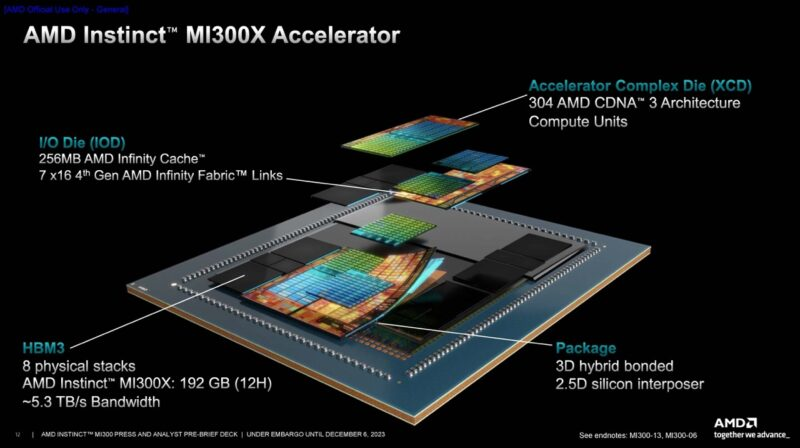 [AMD Official Use Only - General]
AMD Instinct™ MI300X Accelerator
Accelerator Complex Die (XCD)
304 AMD CDNA™ 3 Architecture
Compute Units
I/O Die (IOD)
256MB AMD Infinity Cache™
7 x16 4th Gen AMD Infinity Fabric™ Links
HBM3
8 physical stacks
AMD Instinct™ MI300X: 192 GB (12H)
~5.3 TB/s Bandwidth
Package
3D hybrid bonded
2.5D silicon interposer
12 | AMD INSTINCT™ MI300 PRESS AND ANALYST PRE-BRIEF DECK | UNDER EMBARGO UNTIL DECEMBER 6, 2023
See endnotes: MI300-13, MI300-06
AMD
together we advance_